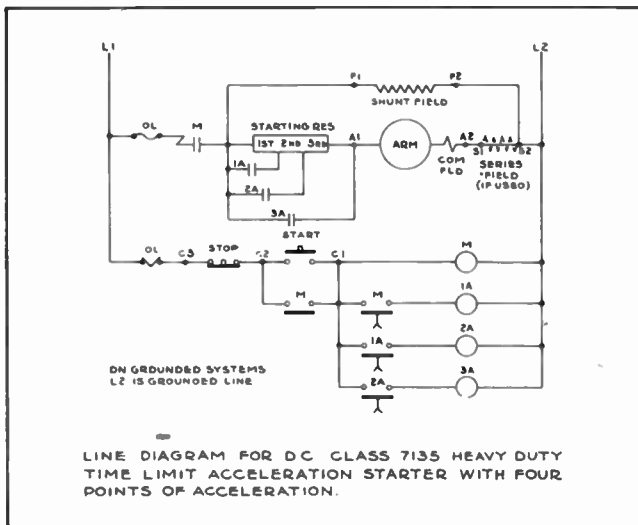 L1 L2
F1 F2
SHUNT FIELD
OL M STARTING RES A1 A2
1ST 2ND 3RD ARM S1 S2
1A COM FLD SERIES FIELD (IF USED)
2A
3A
START
OL C3 STOP C2 C1 M
M M 1A
1A 2A
2A 3A
ON GROUNDED SYSTEMS
L2 IS GROUNDED LINE
LINE DIAGRAM FOR DC CLASS 7135 HEAVY DUTY
TIME LIMIT ACCELERATION STARTER WITH FOUR
POINTS OF ACCELERATION.